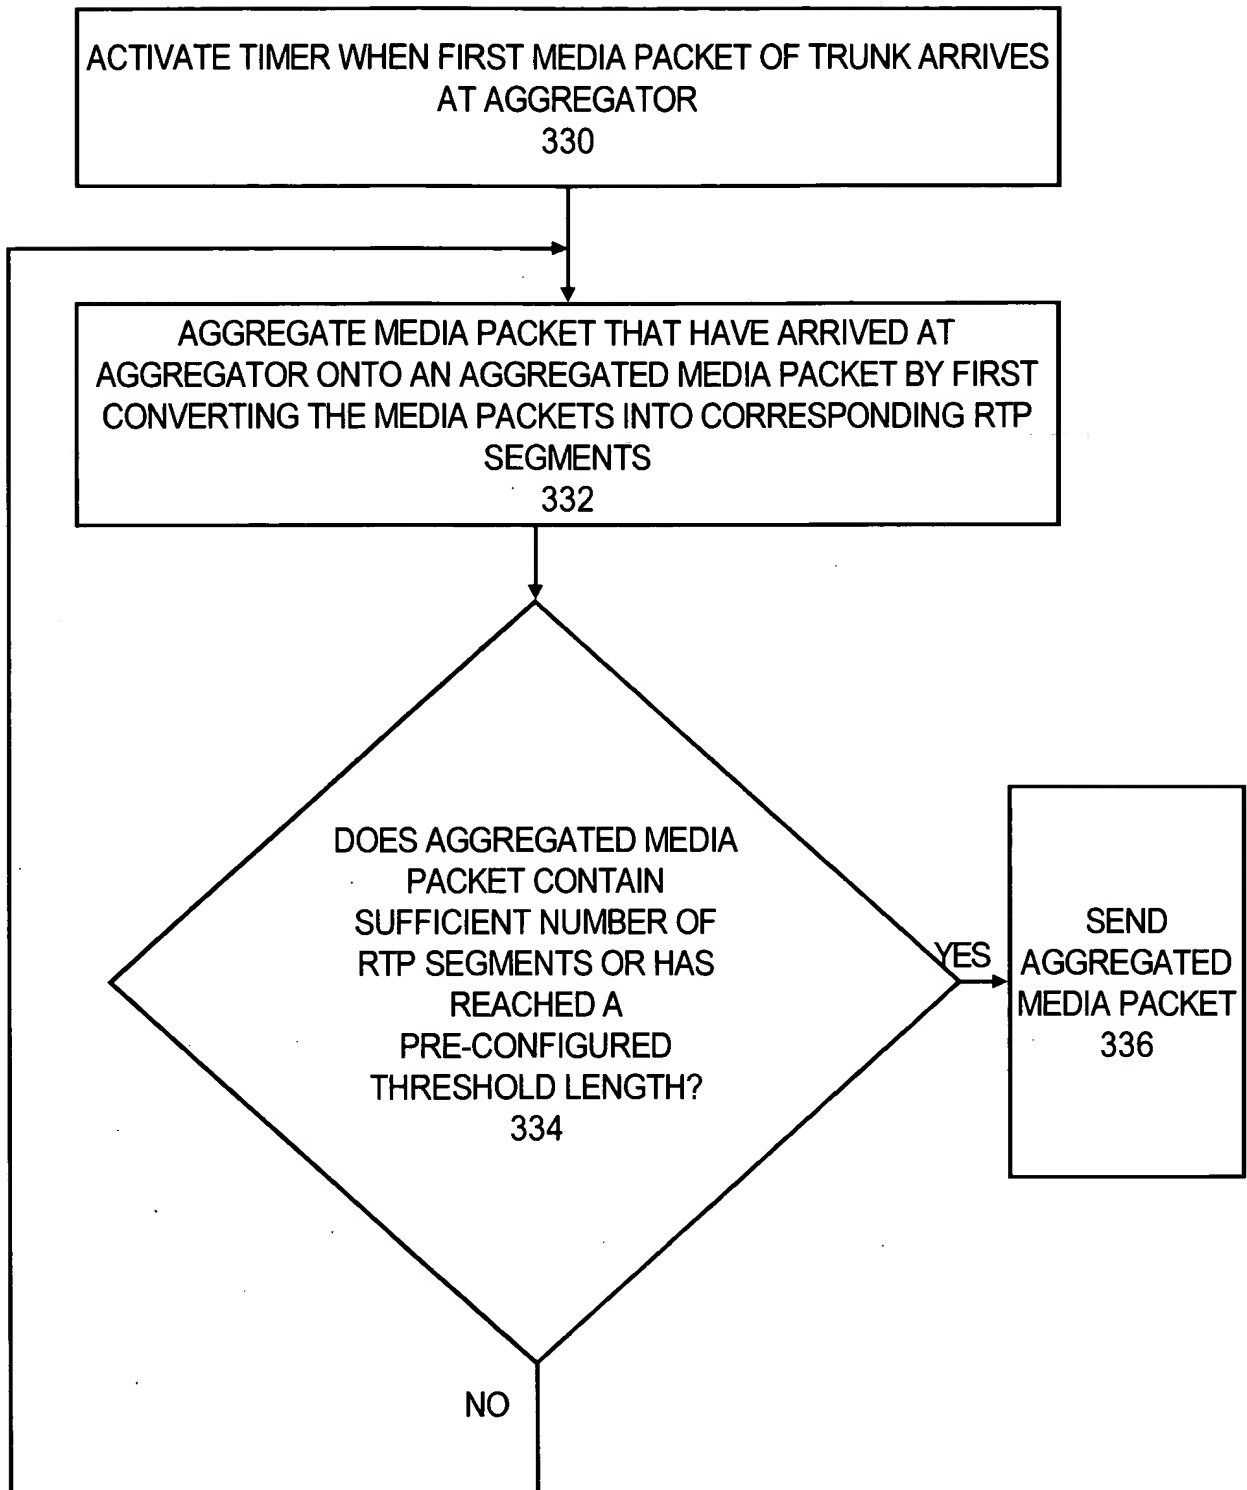 ACTIVATE TIMER WHEN FIRST MEDIA PACKET OF TRUNK ARRIVES
AT AGGREGATOR
330
AGGREGATE MEDIA PACKET THAT HAVE ARRIVED AT
AGGREGATOR ONTO AN AGGREGATED MEDIA PACKET BY FIRST
CONVERTING THE MEDIA PACKETS INTO CORRESPONDING RTP
SEGMENTS
332
DOES AGGREGATED MEDIA
PACKET CONTAIN
SUFFICIENT NUMBER OF
RTP SEGMENTS OR HAS
REACHED A
PRE-CONFIGURED
THRESHOLD LENGTH?
334
YES
SEND
AGGREGATED
MEDIA PACKET
336
NO